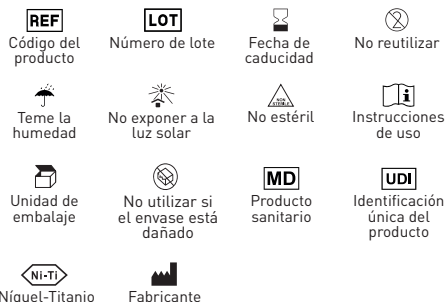 REF
LOT
Código del
producto
Número de lote
Fecha de
caducidad
No reutilizar
NON
STERILE
Teme la
humedad
No exponer a la
luz solar
No estéril
Instrucciones
de uso
MD
UDI
Unidad de
embalaje
No utilizar si
el envase está
dañado
Producto
sanitario
Identificación
única del
producto
Ni-Ti
Níquel-Titanio
Fabricante